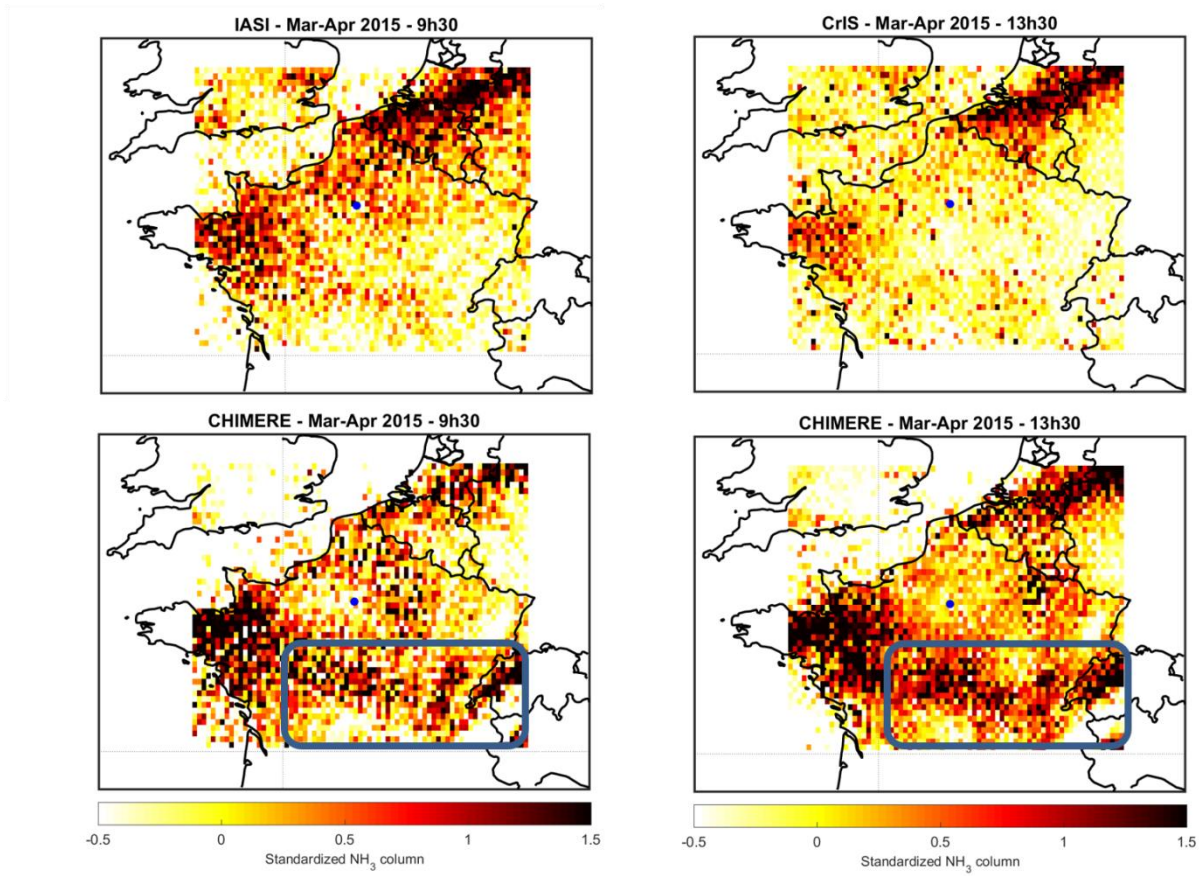 IASI - Mar-Apr 2015 - 9h30
CrIS - Mar-Apr 2015 - 13h30
CHIMERE - Mar-Apr 2015 - 9h30
CHIMERE - Mar-Apr 2015 - 13h30
-0.5 0 0.5 1 1.5
Standardized NH₃ column
-0.5 0 0.5 1 1.5
Standardized NH₃ column